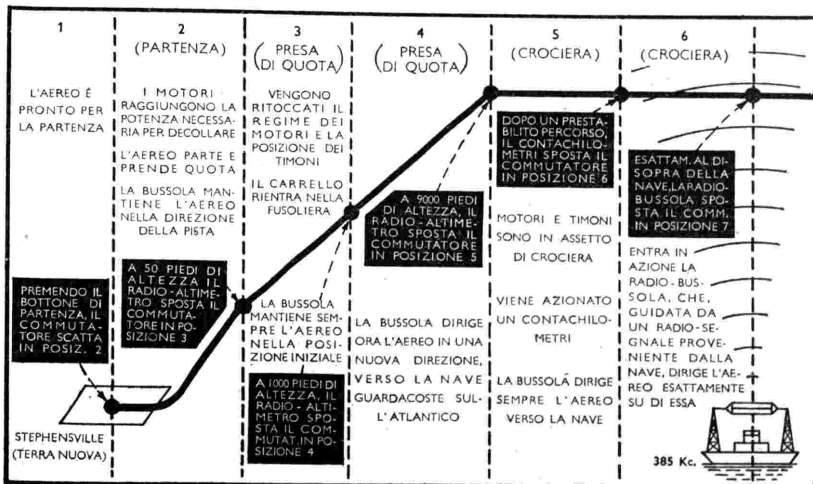 1
L'AEREO È
PRONTO PER
LA PARTENZA
PREMENDO IL
BOTTONE DI
PARTENZA, IL
COMMUTA-
TORE SCATTA
IN POSIZ. 2
STEPHENSVILLE
(TERRA NUOVA)
2
(PARTENZA)
I MOTORI
RAGGIUNGONO LA
POTENZA NECESSA-
RIA PER DECOLLARE
L'AEREO PARTE E
PRENDE QUOTA
LA BUSSOLA MAN-
TIENE L'AEREO
NELLA DIREZIONE
DELLA PISTA
A 50 PIEDI DI
ALTEZZA IL
RADIO-ALTIME-
TRO SPOSTA IL
COMMU-
TATORE IN PO-
SIZIONE 3
3
(PRESA
DI QUOTA)
VENGONO
RITOCCATI IL
REGIME DEI
MOTORI E LA
POSIZIONE DEI
TIMONI
IL CARRELLO
RIENTRA NELLA
FUSOLIERA
LA BUSSOLA
MANTIENE SEM-
PRE L'AEREO
NELLA POSI-
ZIONE INIZIALE
A 1000 PIEDI DI
ALTEZZA, IL
RADIO-ALTI-
METRO SPO-
STA IL COM-
MUTAT. IN PO-
SIZIONE 4
4
(PRESA
DI QUOTA)
A 9000 PIEDI
DI ALTEZZA, IL
RADIO-ALTIME-
TRO SPOSTA IL
COMMUTATORE
IN POSIZIONE 5
LA BUSSOLA DIRIGE
ORA L'AEREO IN UNA
NUOVA DIREZIONE,
VERSO LA NAVE
GUARDACOSTE SUL-
L'ATLANTICO
5
(CROCIERA)
DOPO UN PRESTA-
BILITO PERCORSO,
IL CONTACHILO-
METRI SPOSTA IL
COMMUTATORE
IN POSIZIONE 6
MOTORI E TIMONI
SONO IN ASSETTO
DI CROCIERA
VIENE AZIONATO
UN CONTACHILO-
METRI
LA BUSSOLA DIRIGE
SEMPRE L'AEREO
VERSO LA NAVE
6
(CROCIERA)
ESATTAM. AL DI-
SOPRA DELLA
NAVE, LA RADIO-
BUSSOLA SPO-
STA IL COMM.
IN POSIZIONE 7
ENTRA IN
AZIONE LA
RADIO-BUS-
SOLA, CHE,
GUIDATA DA
UN RADIO-SE-
GNALE PROVE-
NIENTE DALLA
NAVE, DIRIGE L'AE-
REO ESATTAMENTE
SU DI ESSA
385 Kc.